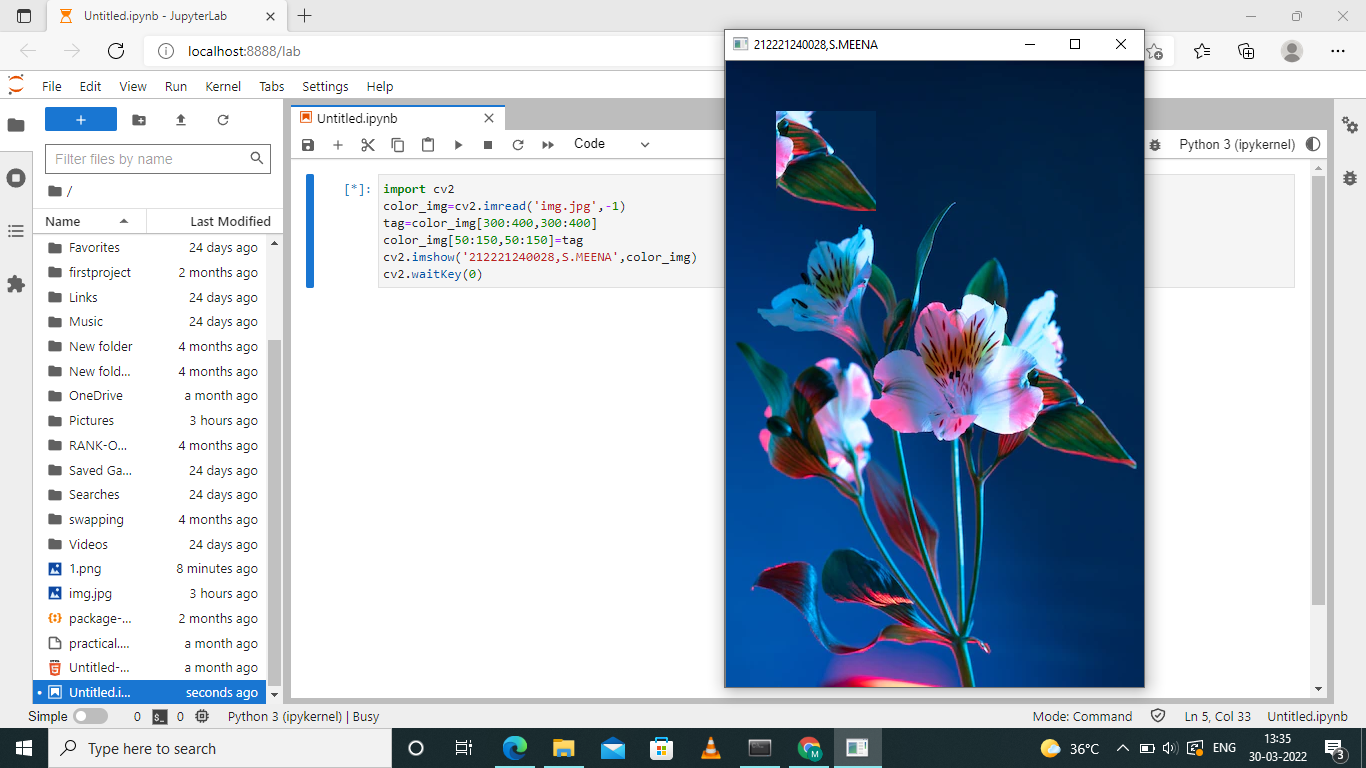 Untitled.ipynb - JupyterLab
localhost:8888/lab
212221240028,S.MEENA
File Edit View Run Kernel Tabs Settings Help
+
Untitled.ipynb
Filter files by name
Code
Python 3 (ipykernel)
/
Name Last Modified
Favorites 24 days ago
firstproject 2 months ago
Links 24 days ago
Music 24 days ago
New folder 4 months ago
New fold... 4 months ago
OneDrive a month ago
Pictures 3 hours ago
RANK-O... 4 months ago
Saved Ga... 24 days ago
Searches 24 days ago
swapping 4 months ago
Videos 24 days ago
1.png 8 minutes ago
img.jpg 3 hours ago
package-... 2 months ago
practical.... a month ago
Untitled-... a month ago
Untitled.i... seconds ago
[*]:
import cv2
color_img=cv2.imread('img.jpg',-1)
tag=color_img[300:400,300:400]
color_img[50:150,50:150]=tag
cv2.imshow('212221240028,S.MEENA',color_img)
cv2.waitKey(0)
Simple 0 0 Python 3 (ipykernel) | Busy
Mode: Command Ln 5, Col 33 Untitled.ipynb
Type here to search
36°C ENG
13:35
30-03-2022
3